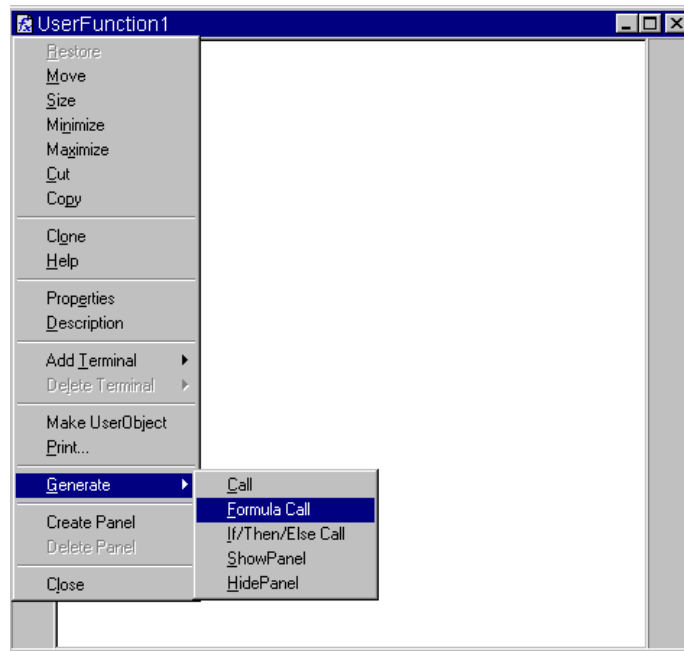 UserFunction1
Restore
Move
Size
Minimize
Maximize
Cut
Copy
Clone
Help
Properties
Description
Add Terminal
Delete Terminal
Make UserObject
Print...
Generate
Call
Formula Call
If/Then/Else Call
ShowPanel
HidePanel
Create Panel
Delete Panel
Close